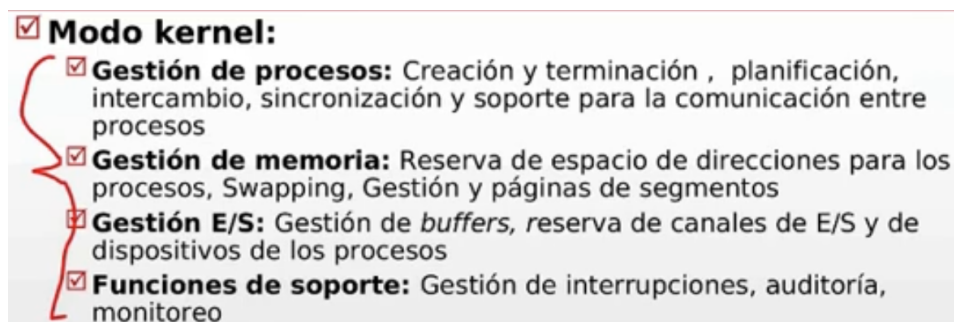 Modo kernel:
Gestión de procesos: Creación y terminación , planificación,
intercambio, sincronización y soporte para la comunicación entre
procesos
Gestión de memoria: Reserva de espacio de direcciones para los
procesos, Swapping, Gestión y páginas de segmentos
Gestión E/S: Gestión de buffers, reserva de canales de E/S y de
dispositivos de los procesos
Funciones de soporte: Gestión de interrupciones, auditoría,
monitoreo